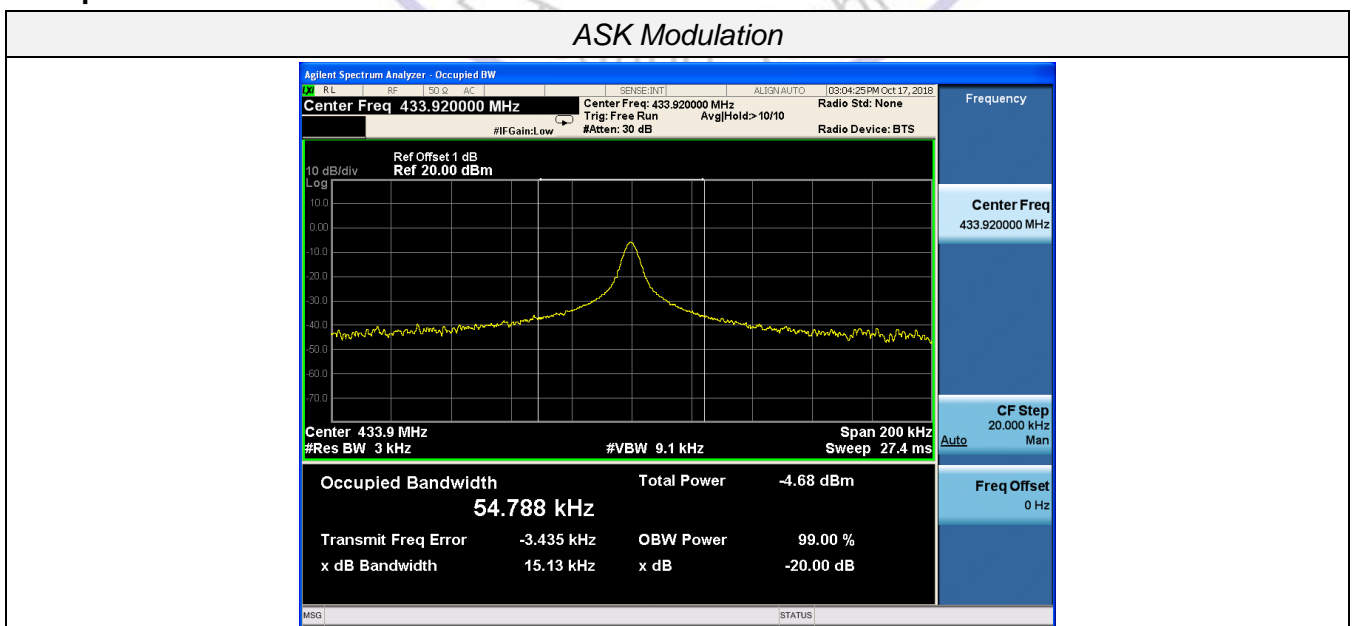 ASK Modulation
Agilent Spectrum Analyzer - Occupied BW
LXI RL RF 50 Ω AC SENSE:INT ALIGN AUTO 03:04:25 PM Oct 17, 2018
Center Freq 433.920000 MHz
Center Freq: 433.920000 MHz
Radio Std: None
Trig: Free Run
Avg|Hold:>10/10
#IFGain:Low
#Atten: 30 dB
Radio Device: BTS
Ref Offset 1 dB
10 dB/div Ref 20.00 dBm
Log
10.0
0.00
-10.0
-20.0
-30.0
-40.0
-50.0
-60.0
-70.0
Center 433.9 MHz Span 200 kHz
#Res BW 3 kHz #VBW 9.1 kHz Sweep 27.4 ms
Occupied Bandwidth Total Power -4.68 dBm
54.788 kHz
Transmit Freq Error -3.435 kHz OBW Power 99.00 %
x dB Bandwidth 15.13 kHz x dB -20.00 dB
MSG STATUS
Frequency
Center Freq
433.920000 MHz
CF Step
20.000 kHz
Auto Man
Freq Offset
0 Hz